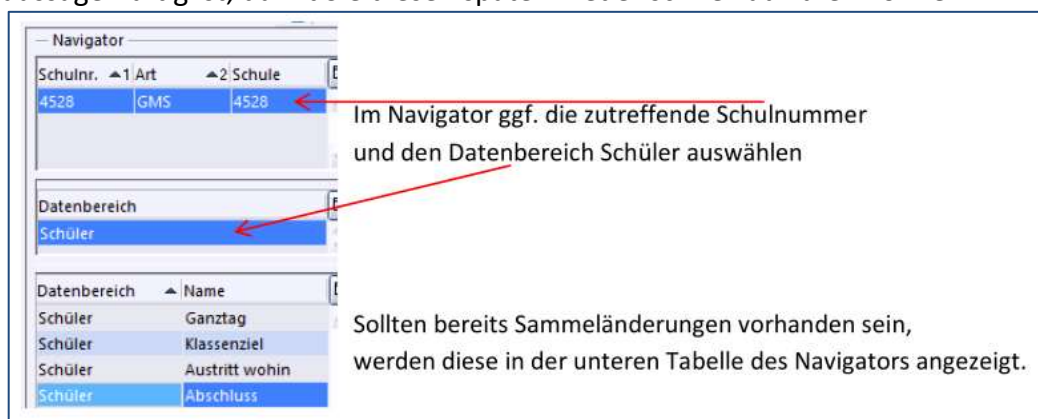 Navigator
Schulnr. ▲1 Art ▲2 Schule
4528 GMS 4528
Im Navigator ggf. die zutreffende Schulnummer
und den Datenbereich Schüler auswählen
Datenbereich
Schüler
Datenbereich ▲ Name
Schüler Ganztag
Schüler Klassenziel
Schüler Austritt wohin
Schüler Abschluss
Sollten bereits Sammeländerungen vorhanden sein,
werden diese in der unteren Tabelle des Navigators angezeigt.